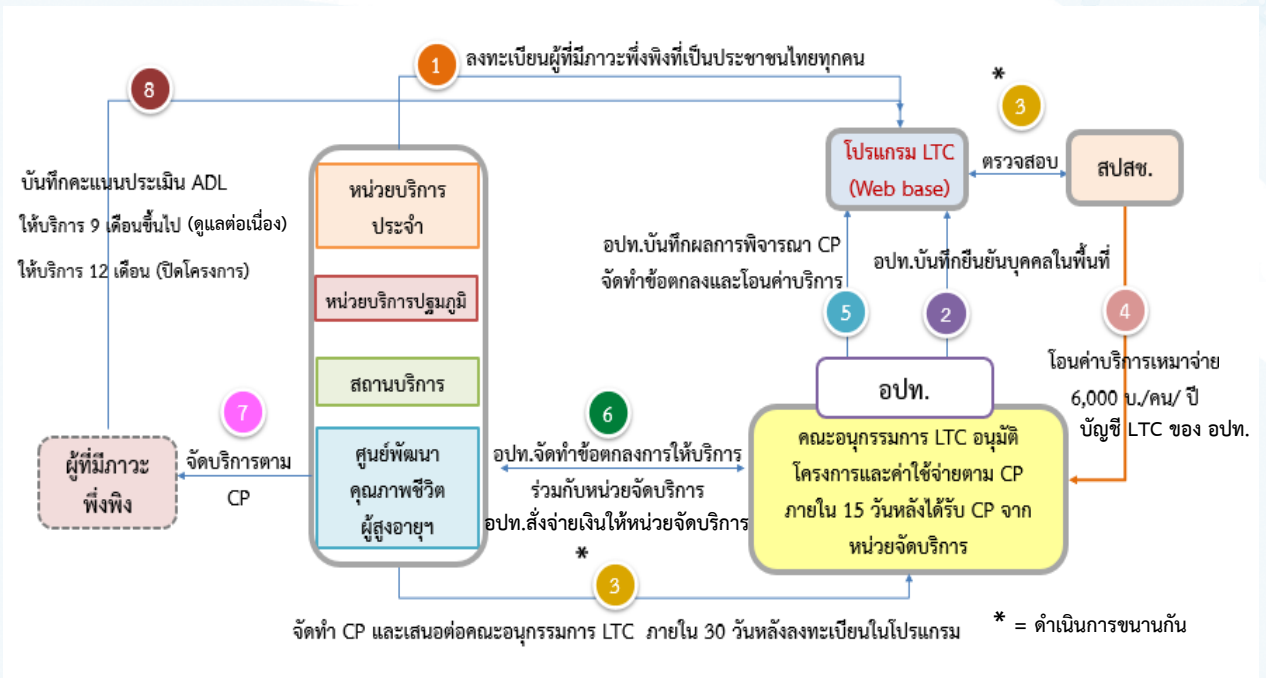 1
ลงทะเบียนผู้ที่มีภาวะพึ่งพิงที่เป็นประชาชนไทยทุกคน
8
*
3
โปรแกรม LTC
(Web base)
ตรวจสอบ
สปสช.
บันทึกคะแนนประเมิน ADL
ให้บริการ 9 เดือนขึ้นไป (ดูแลต่อเนื่อง)
ให้บริการ 12 เดือน (ปิดโครงการ)
หน่วยบริการ
ประจำ
หน่วยบริการปฐมภูมิ
สถานบริการ
ศูนย์พัฒนา
คุณภาพชีวิต
ผู้สูงอายุฯ
อปท.บันทึกผลการพิจารณา CP
จัดทำข้อตกลงและโอนค่าบริการ
อปท.บันทึกยืนยันบุคคลในพื้นที่
5
2
4
โอนค่าบริการเหมาจ่าย
6,000 บ./คน/ ปี
บัญชี LTC ของ อปท.
อปท.
คณะอนุกรรมการ LTC อนุมัติ
โครงการและค่าใช้จ่ายตาม CP
ภายใน 15 วันหลังได้รับ CP จาก
หน่วยจัดบริการ
7
จัดบริการตาม
CP
ผู้ที่มีภาวะ
พึ่งพิง
6
อปท.จัดทำข้อตกลงการให้บริการ
ร่วมกับหน่วยจัดบริการ
อปท.สั่งจ่ายเงินให้หน่วยจัดบริการ
*
3
จัดทำ CP และเสนอต่อคณะอนุกรรมการ LTC ภายใน 30 วันหลังลงทะเบียนในโปรแกรม
* = ดำเนินการขนานกัน